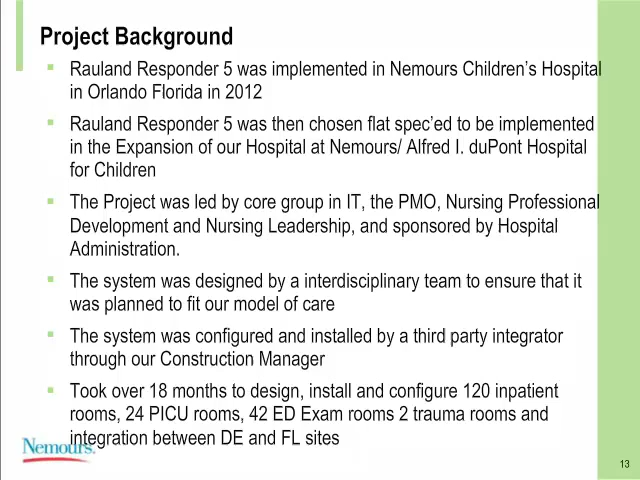 Project Background
Rauland Responder 5 was implemented in Nemours Children's Hospital
in Orlando Florida in 2012
Rauland Responder 5 was then chosen flat spec'ed to be implemented
in the Expansion of our Hospital at Nemours/ Alfred I. duPont Hospital
for Children
The Project was led by core group in IT, the PMO, Nursing Professional
Development and Nursing Leadership, and sponsored by Hospital
Administration.
The system was designed by a interdisciplinary team to ensure that it
was planned to fit our model of care
The system was configured and installed by a third party integrator
through our Construction Manager
Took over 18 months to design, install and configure 120 inpatient
rooms, 24 PICU rooms, 42 ED Exam rooms 2 trauma rooms and
integration between DE and FL sites
Nemours.
13